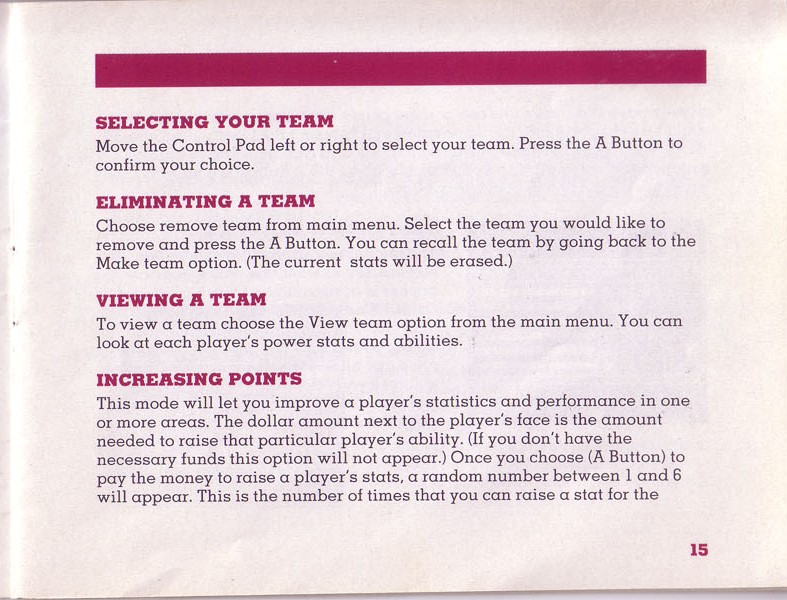 SELECTING YOUR TEAM
Move the Control Pad left or right to select your team. Press the A Button to
confirm your choice.
ELIMINATING A TEAM
Choose remove team from main menu. Select the team you would like to
remove and press the A Button. You can recall the team by going back to the
Make team option. (The current stats will be erased.)
VIEWING A TEAM
To view a team choose the View team option from the main menu. You can
look at each player's power stats and abilities.
INCREASING POINTS
This mode will let you improve a player's statistics and performance in one
or more areas. The dollar amount next to the player's face is the amount
needed to raise that particular player's ability. (If you don't have the
necessary funds this option will not appear.) Once you choose (A Button) to
pay the money to raise a player's stats, a random number between 1 and 6
will appear. This is the number of times that you can raise a stat for the
15